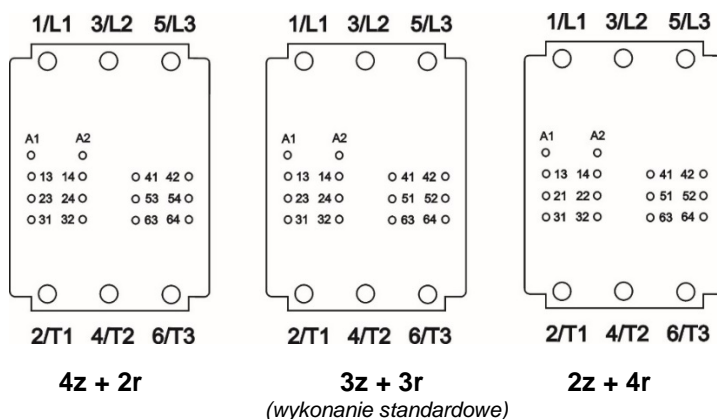 1/L1 3/L2 5/L3
A1 A2
13 14 41 42
23 24 53 54
31 32 63 64
2/T1 4/T2 6/T3
4z + 2r
1/L1 3/L2 5/L3
A1 A2
13 14 41 42
23 24 51 52
31 32 63 64
2/T1 4/T2 6/T3
3z + 3r
(wykonanie standardowe)
1/L1 3/L2 5/L3
A1 A2
13 14 41 42
21 22 51 52
31 32 63 64
2/T1 4/T2 6/T3
2z + 4r